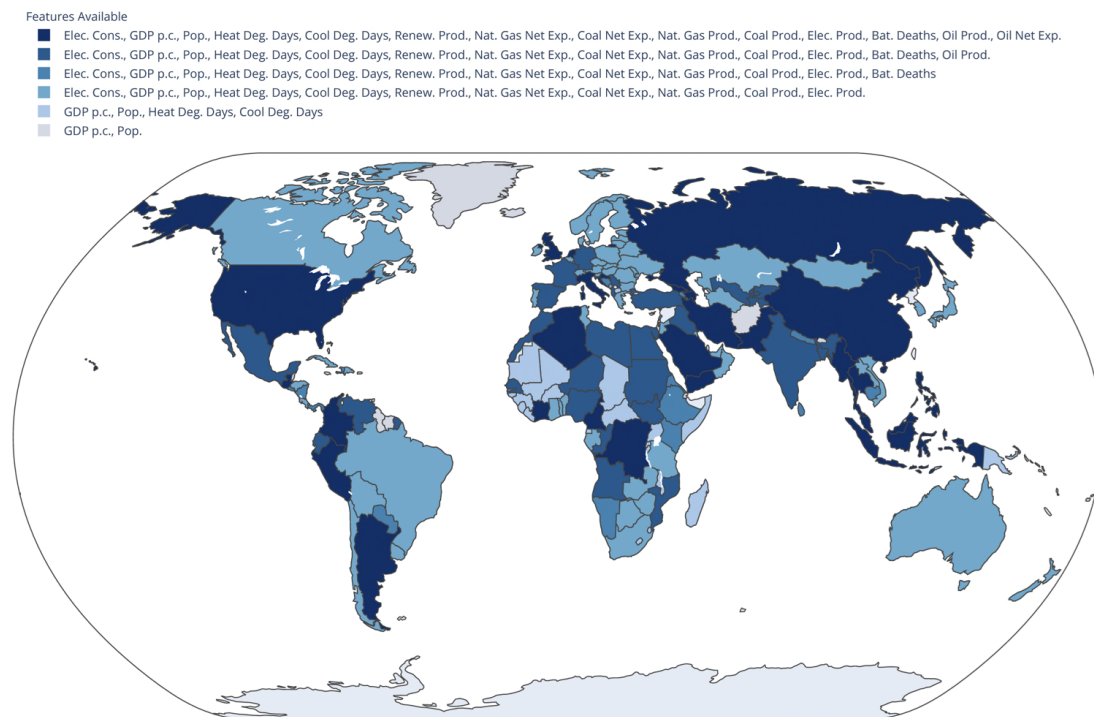 Features Available
Elec. Cons., GDP p.c., Pop., Heat Deg. Days, Cool Deg. Days, Renew. Prod., Nat. Gas Net Exp., Coal Net Exp., Nat. Gas Prod., Coal Prod., Elec. Prod., Bat. Deaths, Oil Prod., Oil Net Exp.
Elec. Cons., GDP p.c., Pop., Heat Deg. Days, Cool Deg. Days, Renew. Prod., Nat. Gas Net Exp., Coal Net Exp., Nat. Gas Prod., Coal Prod., Elec. Prod., Bat. Deaths, Oil Prod.
Elec. Cons., GDP p.c., Pop., Heat Deg. Days, Cool Deg. Days, Renew. Prod., Nat. Gas Net Exp., Coal Net Exp., Nat. Gas Prod., Coal Prod., Elec. Prod., Bat. Deaths
Elec. Cons., GDP p.c., Pop., Heat Deg. Days, Cool Deg. Days, Renew. Prod., Nat. Gas Net Exp., Coal Net Exp., Nat. Gas Prod., Coal Prod., Elec. Prod.
GDP p.c., Pop., Heat Deg. Days, Cool Deg. Days
GDP p.c., Pop.